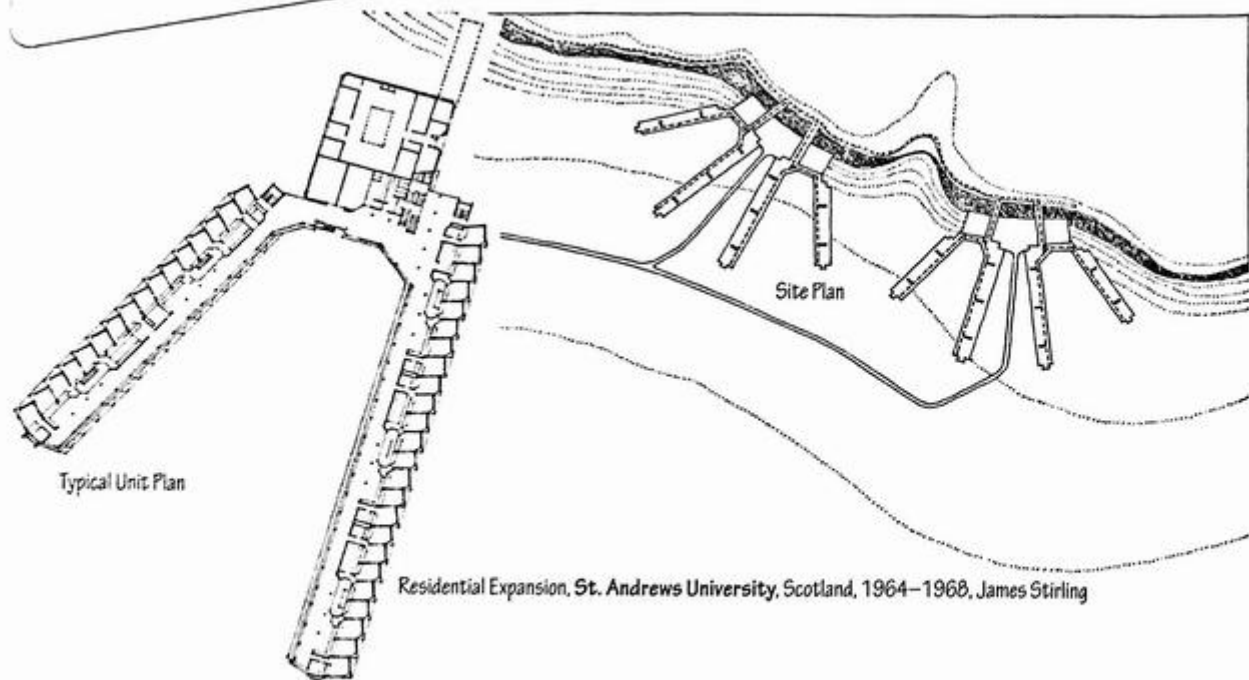 Site Plan
Typical Unit Plan
Residential Expansion, St. Andrews University, Scotland, 1964–1968, James Stirling